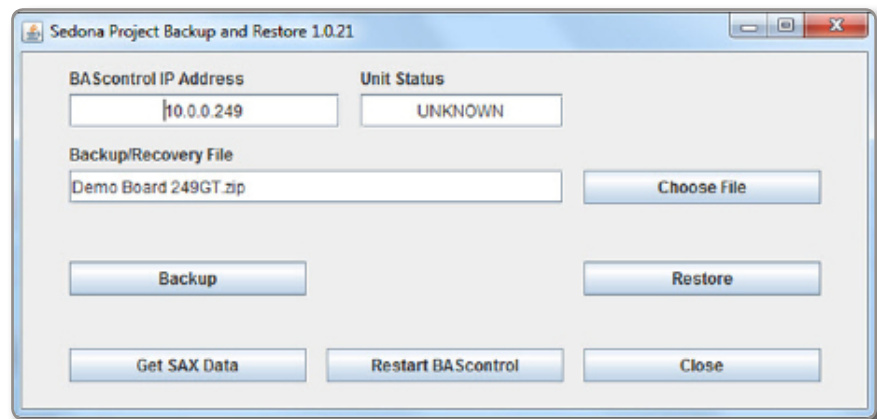 Sedona Project Backup and Restore 1.0.21
BAScontrol IP Address Unit Status
10.0.0.249 UNKNOWN
Backup/Recovery File
Demo Board 249GT.zip Choose File
Backup Restore
Get SAX Data Restart BAScontrol Close